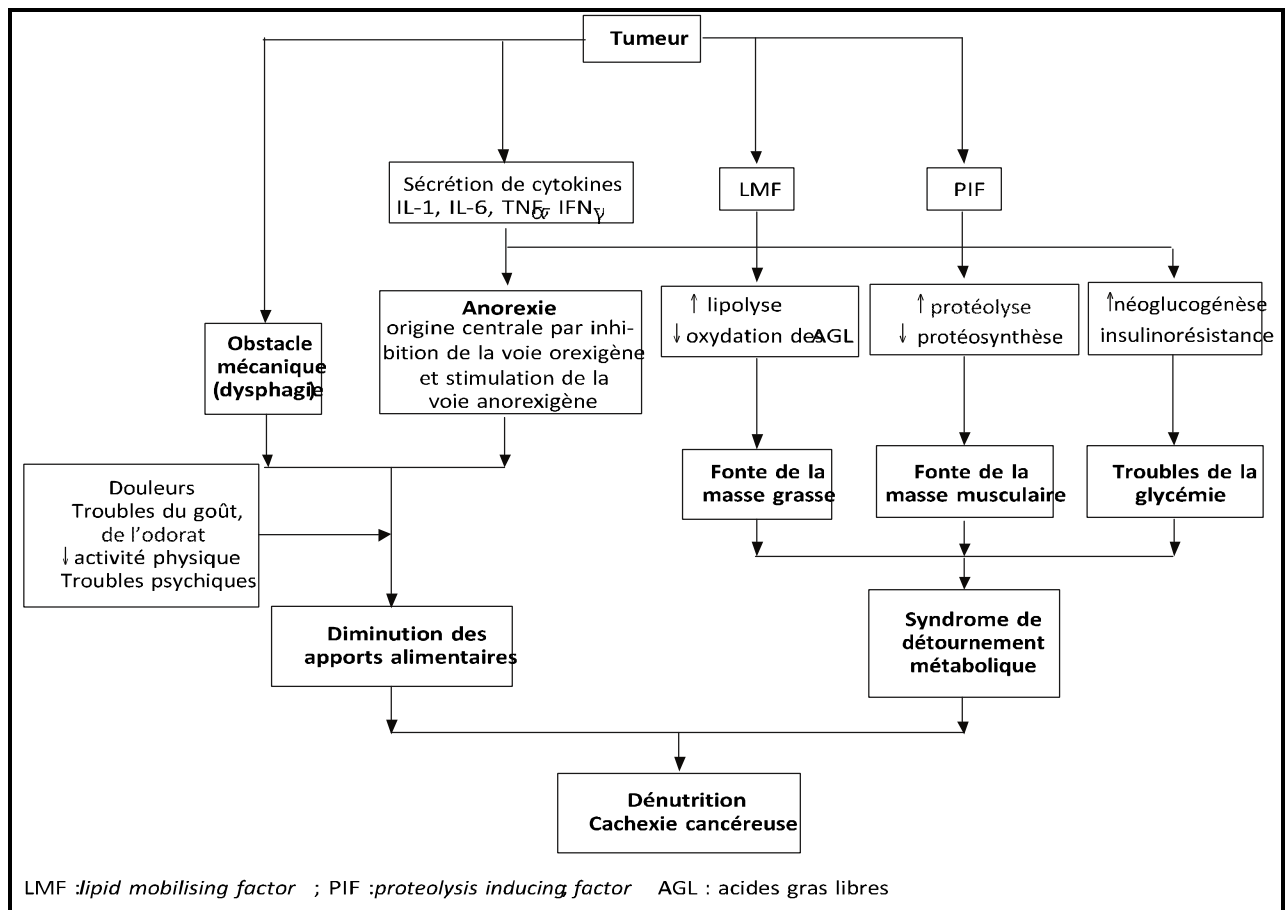 Tumeur
Sécrétion de cytokines
IL-1, IL-6, TNFα, IFNγ
LMF
PIF
Obstacle
mécanique
(dysphagie)
Anorexie
origine centrale par inhi-
bition de la voie orexigène
et stimulation de la
voie anorexigène
↑ lipolyse
↓ oxydation des AGL
↑ protéolyse
↓ protéosynthèse
↑néoglucogénèse
insulinorésistance
Douleurs
Troubles du goût,
de l’odorat
↓ activité physique
Troubles psychiques
Fonte de la
masse grasse
Fonte de la
masse musculaire
Troubles de la
glycémie
Diminution des
apports alimentaires
Syndrome de
détournement
métabolique
Dénutrition
Cachexie cancéreuse
LMF :lipid mobilising factor ; PIF :proteolysis inducing factor ; AGL : acides gras libres